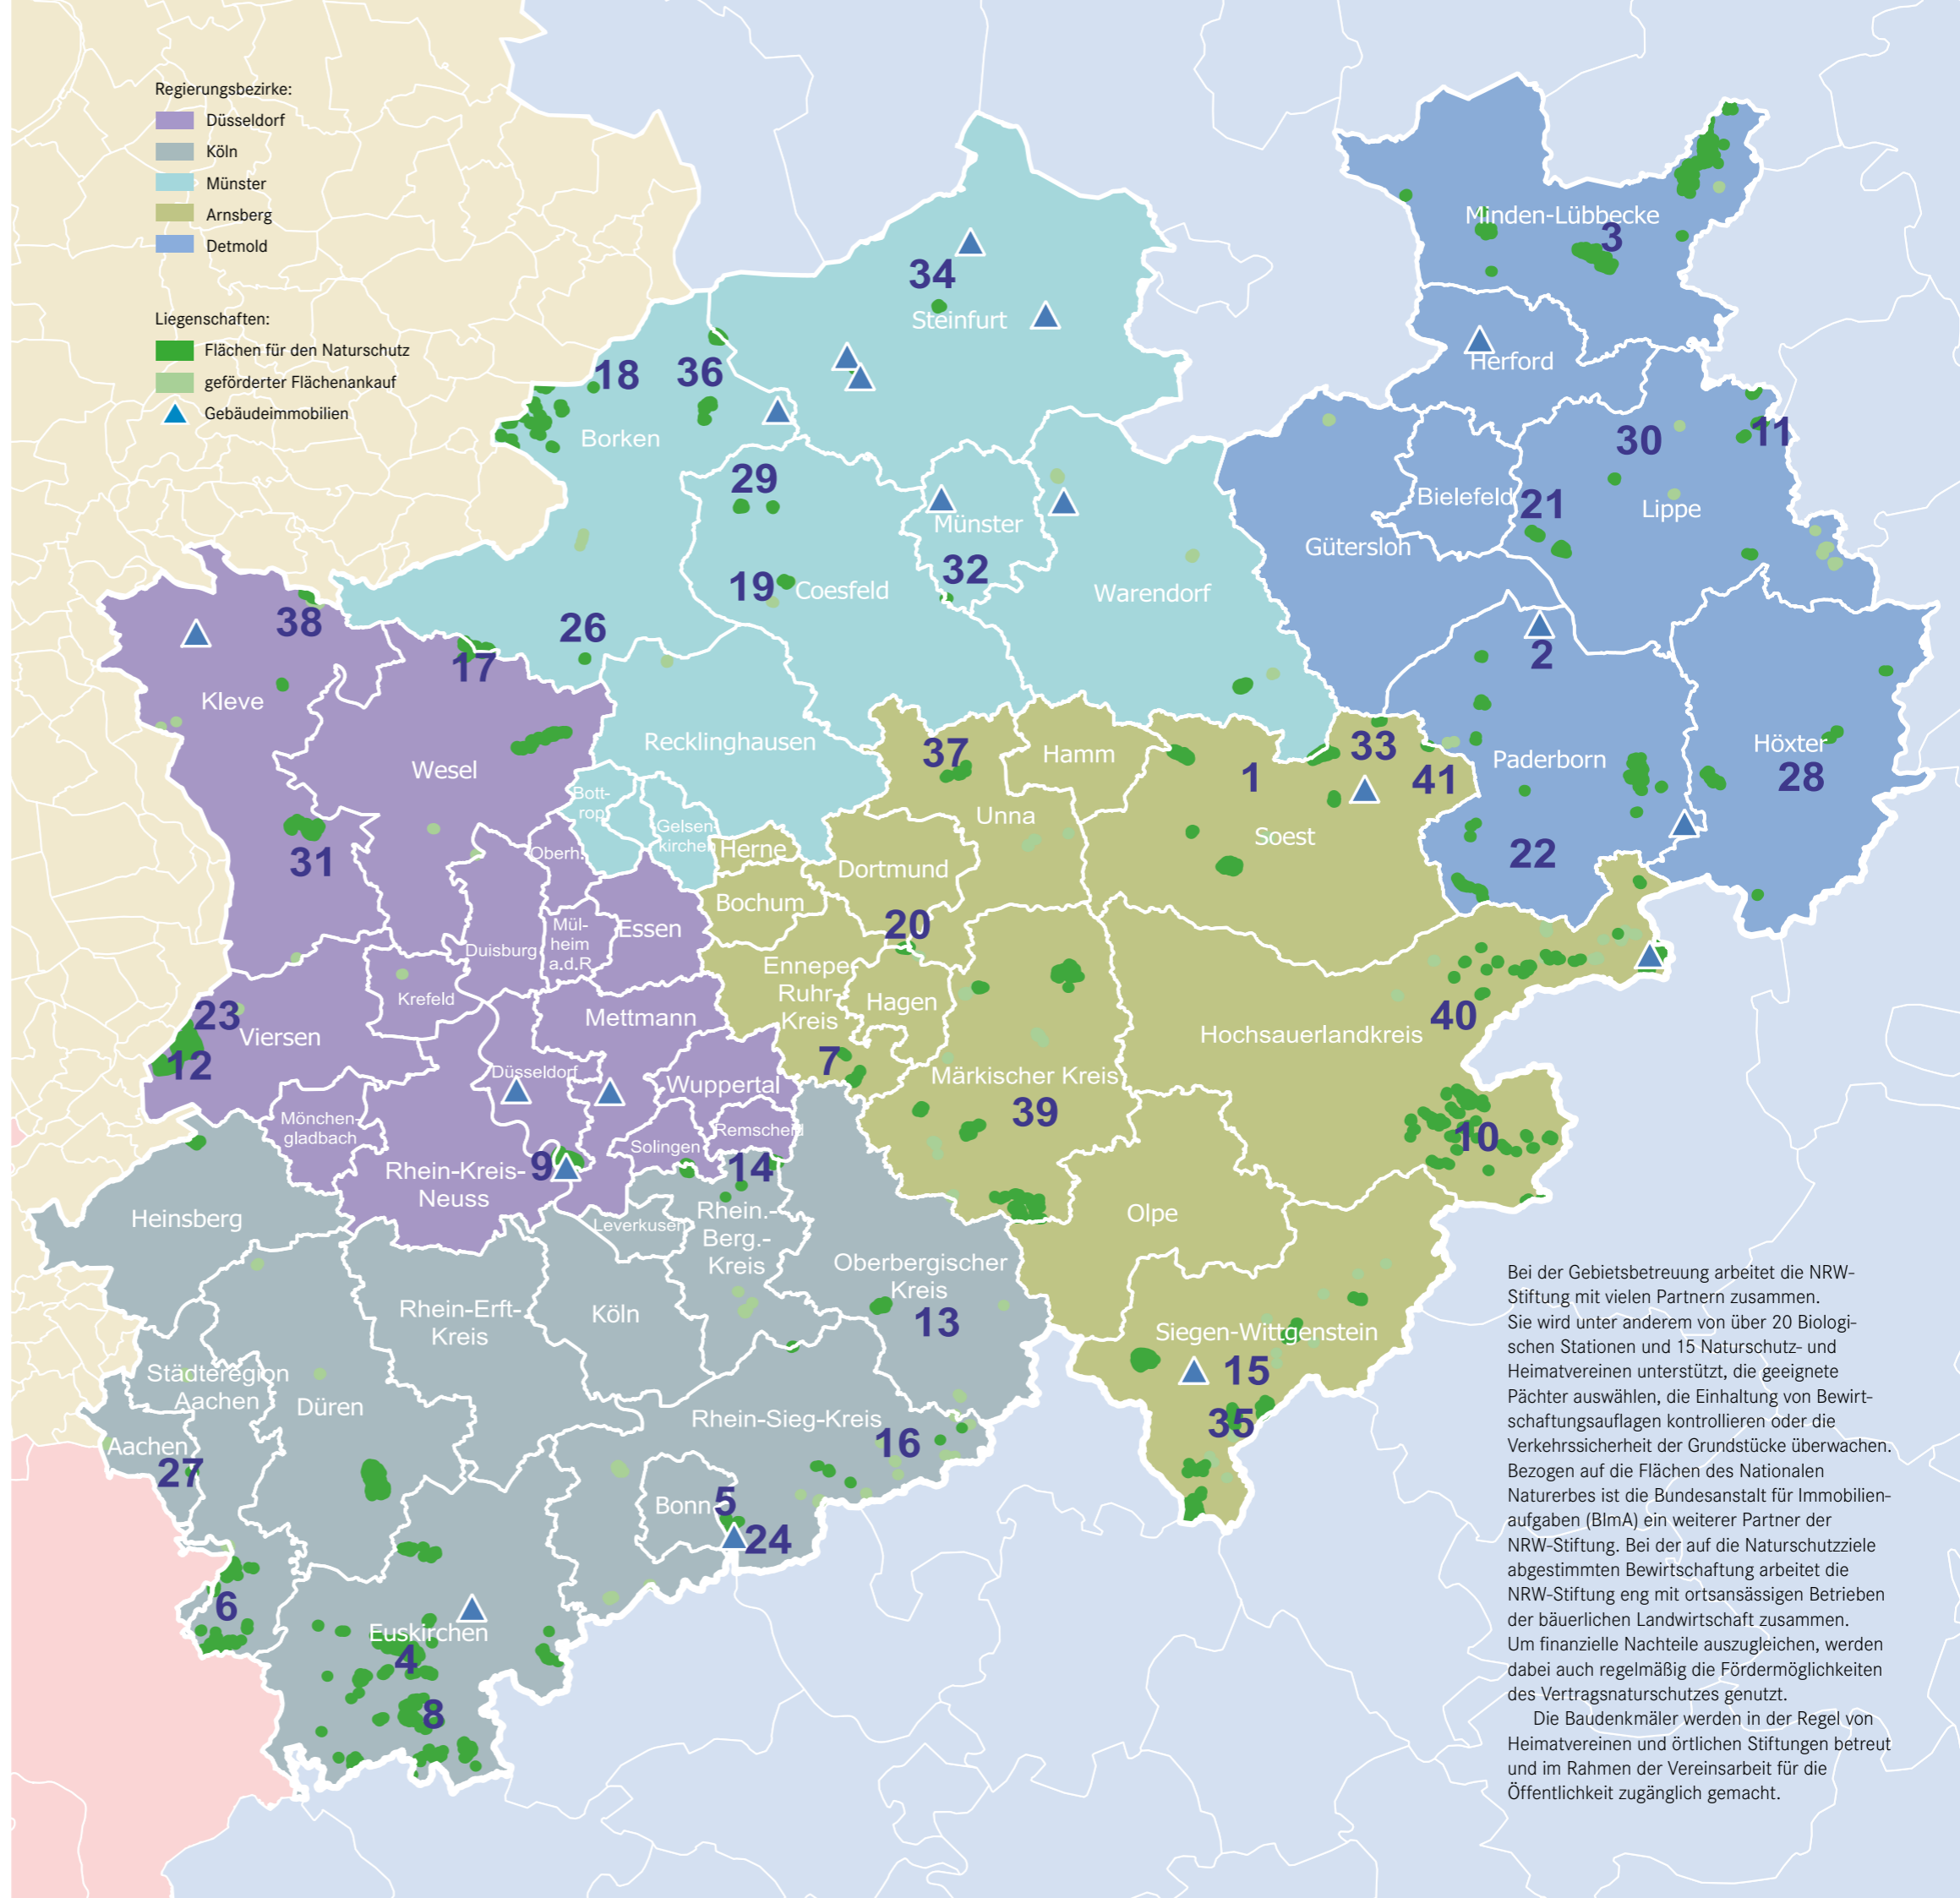 Regierungsbezirke:
Düsseldorf
Köln
Münster
Arnsberg
Detmold
Liegenschaften:
Flächen für den Naturschutz
geförderter Flächenankauf
Gebäudeimmobilien
Minden-Lübbecke
3
34
Steinfurt
Herford
18
36
Borken
30
11
29
Bielefeld
21
Lippe
Münster
Gütersloh
32
19
Coesfeld
Warendorf
38
26
17
2
Kleve
Wesel
Recklinghausen
37
Hamm
1
33
41
Paderborn
Höxter
28
Bott-
rop
Gelsen-
kirchen
Unna
Soest
31
Oberh.
Herne
Dortmund
22
Bochum
20
Duisburg
Mül-
heim
a.d.R
Essen
Ennepe-
Ruhr-
Kreis
Hagen
Krefeld
23
Viersen
12
Mettmann
Hochsauerlandkreis
40
7
Düsseldorf
Wuppertal
Märkischer Kreis
39
Mönchen-
gladbach
Remscheid
Solingen
10
Rhein-Kreis-
Neuss
9
14
Heinsberg
Leverkusen
Rhein.-
Berg.-
Kreis
Olpe
Oberbergischer
Kreis
13
Rhein-Erft-
Kreis
Köln
Siegen-Wittgenstein
15
35
Städteregion
Aachen
Düren
Rhein-Sieg-Kreis
16
Aachen
27
Bonn
5
24
6
Euskirchen
4
8
Bei der Gebietsbetreuung arbeitet die NRW-
Stiftung mit vielen Partnern zusammen.
Sie wird unter anderem von über 20 Biologi-
schen Stationen und 15 Naturschutz- und
Heimatvereinen unterstützt, die geeignete
Pächter auswählen, die Einhaltung von Bewirt-
schaftungsauflagen kontrollieren oder die
Verkehrssicherheit der Grundstücke überwachen.
Bezogen auf die Flächen des Nationalen
Naturerbes ist die Bundesanstalt für Immobilien-
aufgaben (BImA) ein weiterer Partner der
NRW-Stiftung. Bei der auf die Naturschutzziele
abgestimmten Bewirtschaftung arbeitet die
NRW-Stiftung eng mit ortsansässigen Betrieben
der bäuerlichen Landwirtschaft zusammen.
Um finanzielle Nachteile auszugleichen, werden
dabei auch regelmäßig die Fördermöglichkeiten
des Vertragsnaturschutzes genutzt.
Die Baudenkmäler werden in der Regel von
Heimatvereinen und örtlichen Stiftungen betreut
und im Rahmen der Vereinsarbeit für die
Öffentlichkeit zugänglich gemacht.